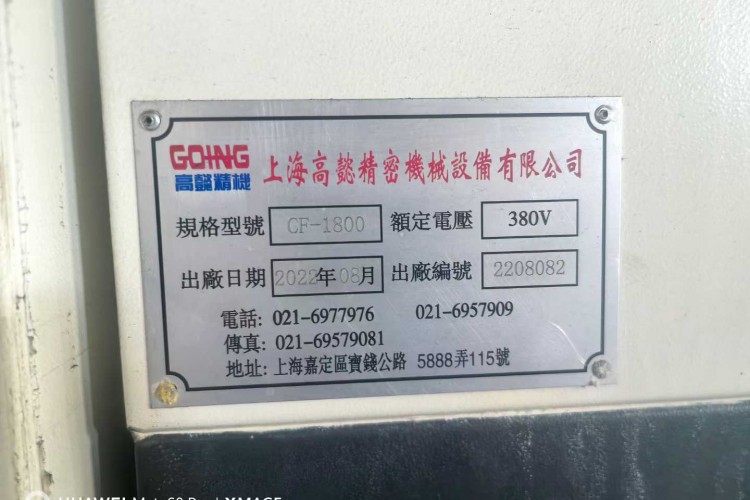 GOING 上海高懿精密機械設備有限公司
高懿精機
規格型號 CF-1800 額定電壓 380V
出廠日期 2022年08月 出廠編號 2208082
電話: 021-6977976 021-6957909
傳真: 021-69579081
地址: 上海嘉定區寶錢公路 5888弄115號